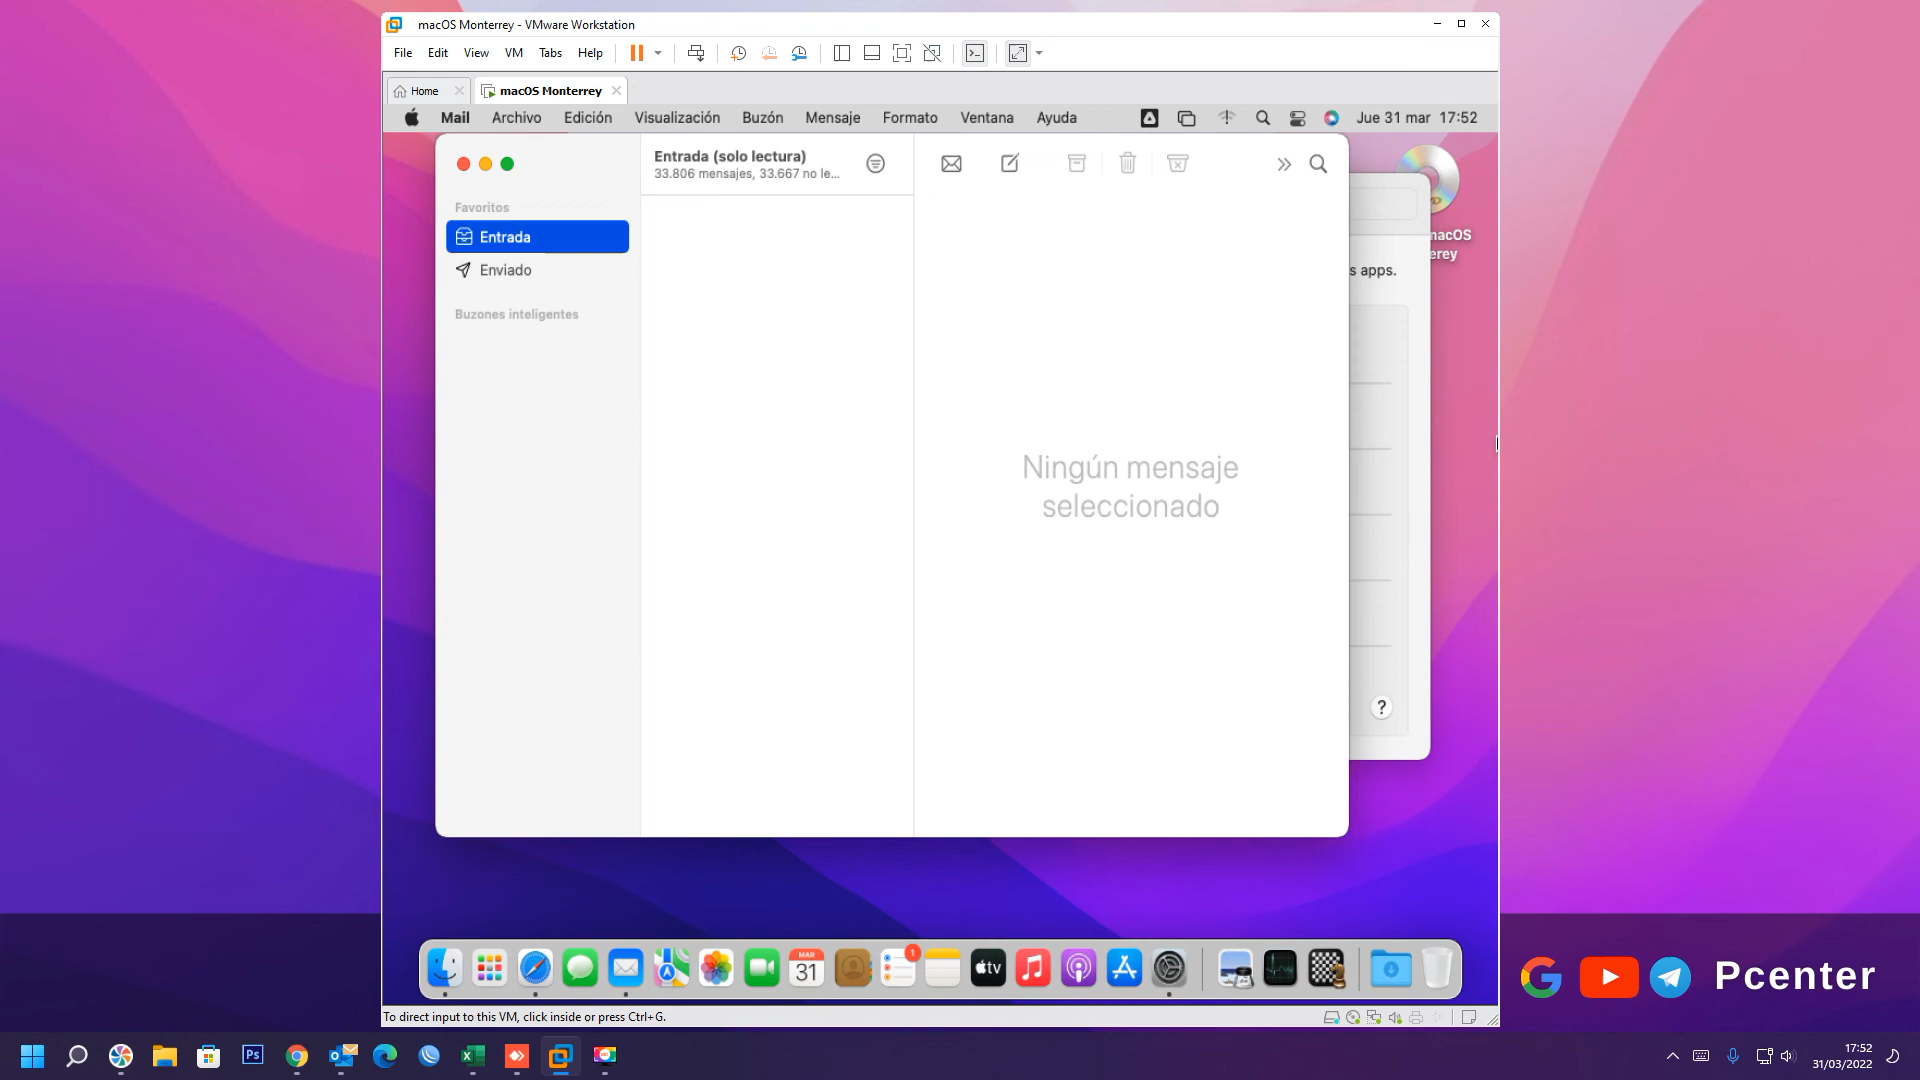 macOS Monterrey - VMware Workstation
File Edit View VM Tabs Help
Home macOS Monterrey
Mail Archivo Edición Visualización Buzón Mensaje Formato Ventana Ayuda Jue 31 mar 17:52
Entrada (solo lectura)
33.806 mensajes, 33.667 no le...
Favoritos
Entrada
Enviado
Buzones inteligentes
Ningún mensaje
seleccionado
macOS
erey
s apps.
?
MAR
31
1
tv
To direct input to this VM, click inside or press Ctrl+G.
Pcenter
Ps
17:52
31/03/2022